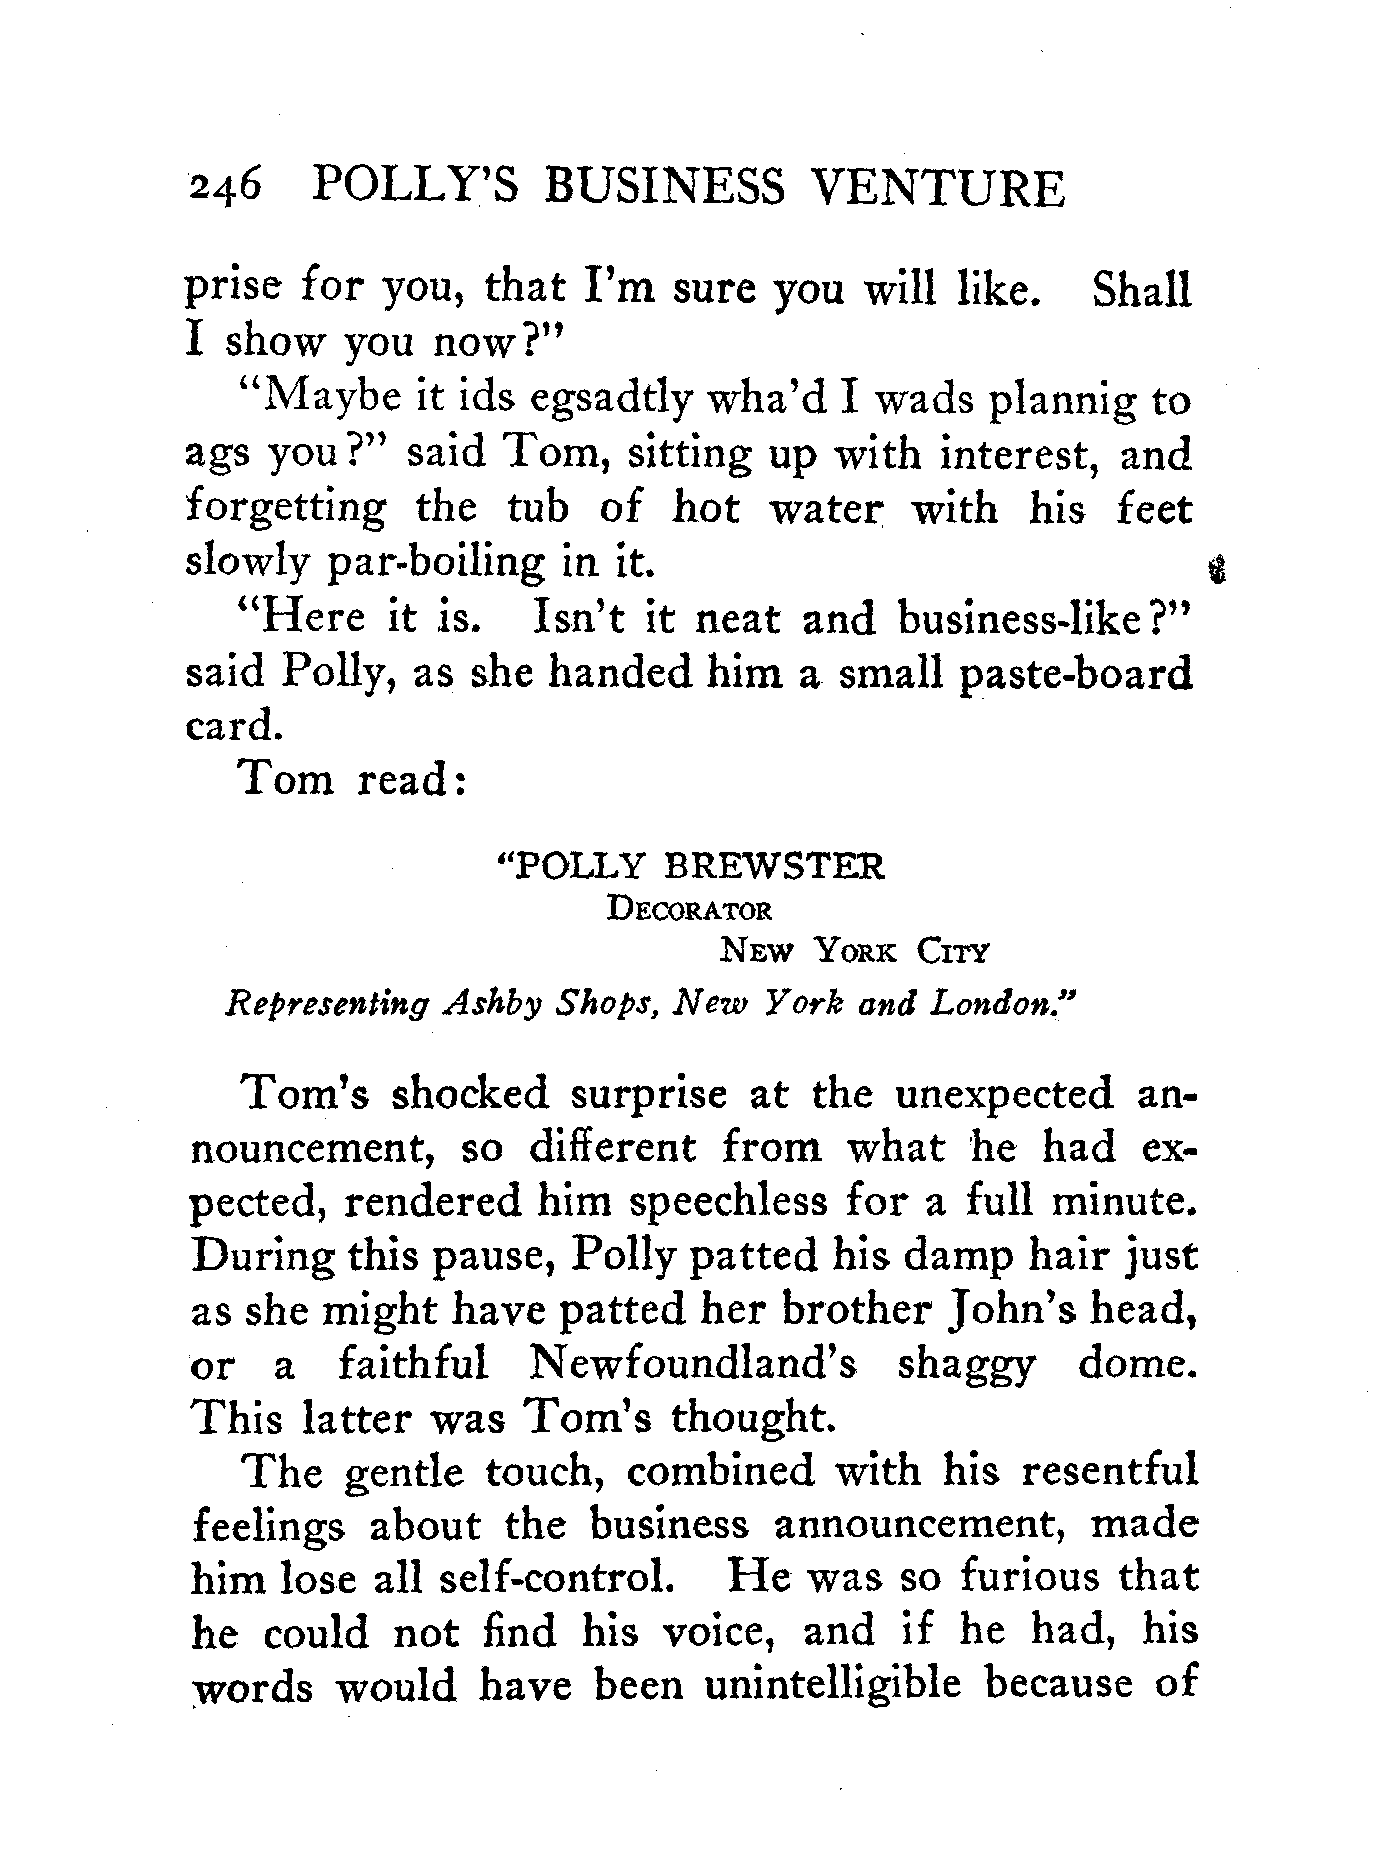 246 POLLY'S BUSINESS VENTURE
prise for you, that I'm sure you will like. Shall
I show you now?"
"Maybe it ids egsadtly wha'd I wads plannig to
ags you?" said Tom, sitting up with interest, and
forgetting the tub of hot water with his feet
slowly par-boiling in it.
"Here it is. Isn't it neat and business-like?"
said Polly, as she handed him a small paste-board
card.
Tom read:
"POLLY BREWSTER
DECORATOR
NEW YORK CITY
Representing Ashby Shops, New York and London."
Tom's shocked surprise at the unexpected an-
nouncement, so different from what he had ex-
pected, rendered him speechless for a full minute.
During this pause, Polly patted his damp hair just
as she might have patted her brother John's head,
or a faithful Newfoundland's shaggy dome.
This latter was Tom's thought.
The gentle touch, combined with his resentful
feelings about the business announcement, made
him lose all self-control. He was so furious that
he could not find his voice, and if he had, his
words would have been unintelligible because of